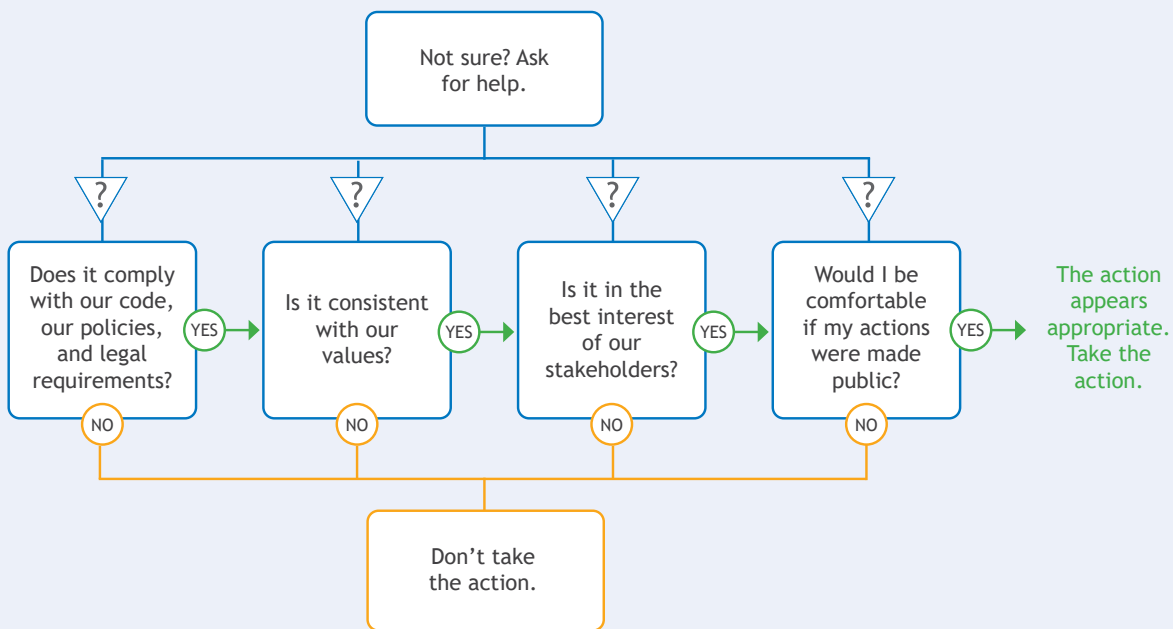 Not sure? Ask
for help.
?
?
?
?
Does it comply
with our code,
our policies,
and legal
requirements?
YES
NO
Is it consistent
with our
values?
YES
NO
Is it in the
best interest
of our
stakeholders?
YES
NO
Would I be
comfortable
if my actions
were made
public?
YES
NO
The action
appears
appropriate.
Take the
action.
Don’t take
the action.